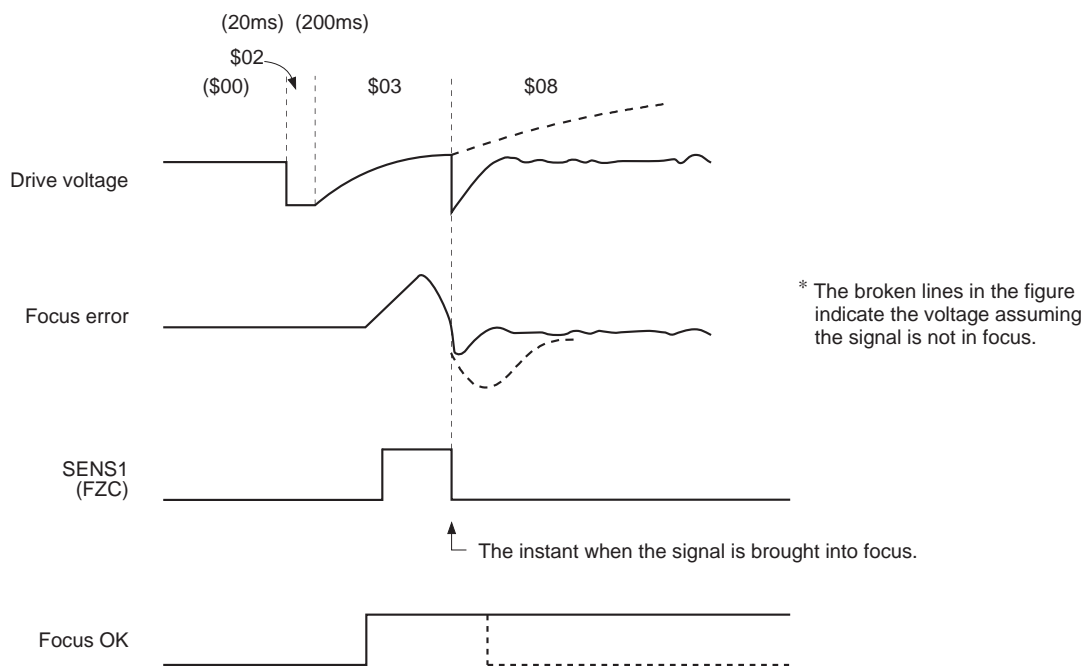 (20ms) (200ms)
$02
($00) $03 $08
Drive voltage
Focus error
* The broken lines in the figure
indicate the voltage assuming
the signal is not in focus.
SENS1
(FZC)
The instant when the signal is brought into focus.
Focus OK